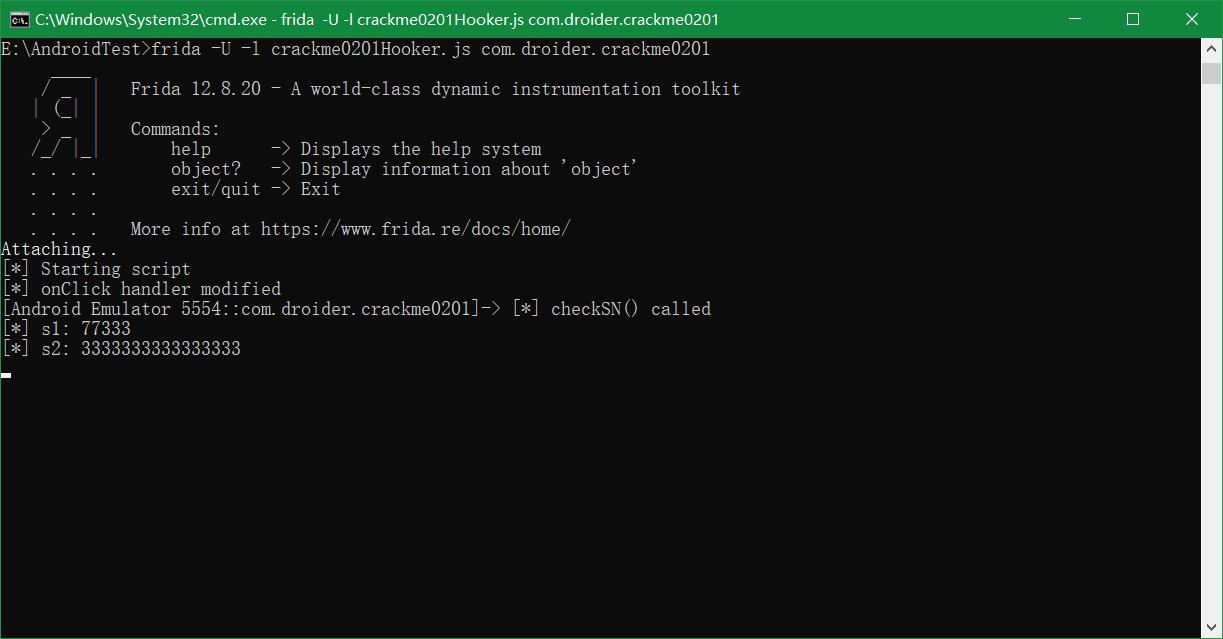 C:\Windows\System32\cmd.exe - frida  -U -l crackme0201Hooker.js com.droider.crackme0201
E:\AndroidTest>frida -U -l crackme0201Hooker.js com.droider.crackme0201
     ____
    / _  |   Frida 12.8.20 - A world-class dynamic instrumentation toolkit
   | (_| |
    > _  |   Commands:
   /_/ |_|       help      -> Displays the help system
   . . . .       object?   -> Display information about 'object'
   . . . .       exit/quit -> Exit
   . . . .
   . . . .   More info at https://www.frida.re/docs/home/
Attaching...
[*] Starting script
[*] onClick handler modified
[Android Emulator 5554::com.droider.crackme0201]-> [*] checkSN() called
[*] s1: 77333
[*] s2: 3333333333333333